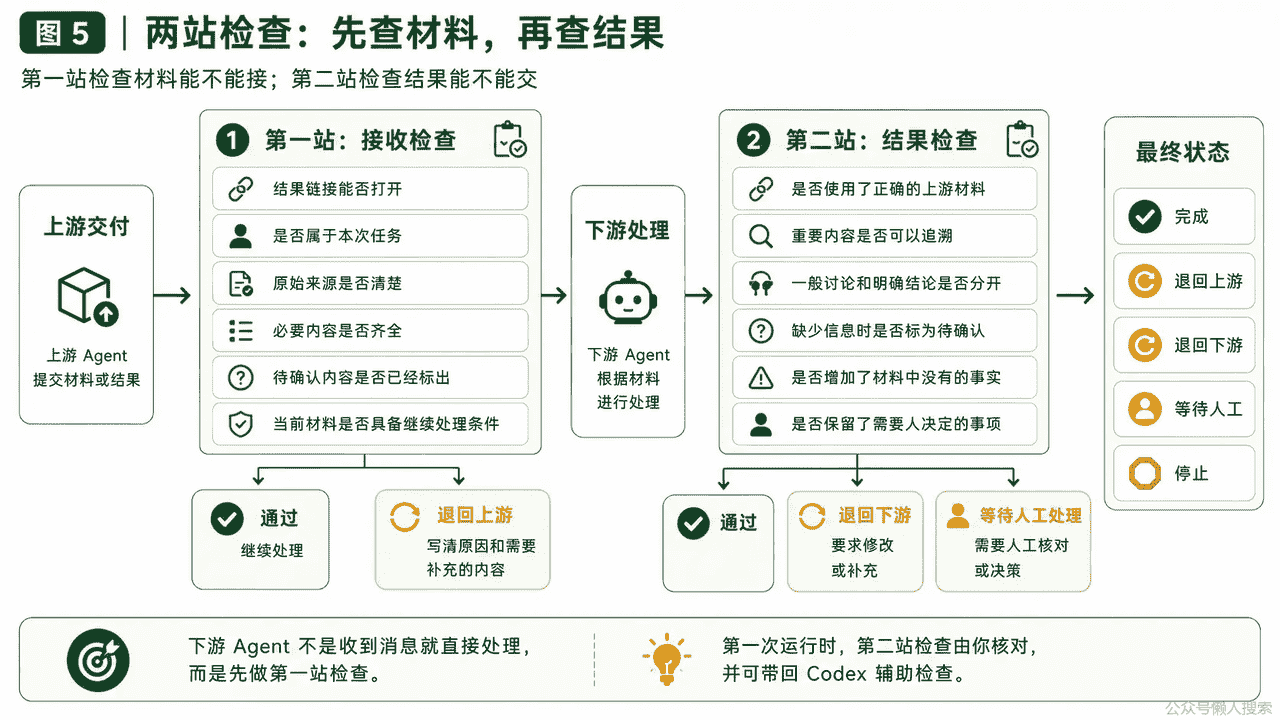 图 5
两站检查：先查材料，再查结果
第一站检查材料能不能接；第二站检查结果能不能交
上游交付
上游 Agent
提交材料或结果
1 第一站：接收检查
结果链接能否打开
是否属于本次任务
原始来源是否清楚
必要内容是否齐全
待确认内容是否已经标出
当前材料是否具备继续处理条件
通过
继续处理
退回上游
写清原因和需要
补充的内容
下游处理
下游 Agent
根据材料
进行处理
2 第二站：结果检查
是否使用了正确的上游材料
重要内容是否可以追溯
一般讨论和明确结论是否分开
缺少信息时是否标为待确认
是否增加了材料中没有的事实
是否保留了需要人决定的事项
通过
退回下游
要求修改
或补充
等待人工处理
需要人工核对
或决策
最终状态
完成
退回上游
退回下游
等待人工
停止
下游 Agent 不是收到消息就直接处理，
而是先做第一站检查。
第一次运行时，第二站检查由你核对，
并可带回 Codex 辅助检查。
公众号懒人搜索